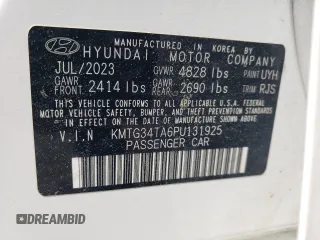 HYUNDAI MOTOR COMPANY
MANUFACTURED IN KOREA
JUL/2023 GVWR 4828 lbs PAINT UYH
GAWR FRONT 2414 lbs GAWR REAR 2690 lbs TRIM RJS
THIS VEHICLE CONFORMS TO ALL APPLICABLE
FEDERAL MOTOR VEHICLE SAFETY, BUMPER,
AND THEFT PREVENTION STANDARDS IN EFFECT ON
THE DATE OF MANUFACTURE SHOWN ABOVE.
V.I.N KMTG34TA6PU131925
PASSENGER CAR
DREAMBID